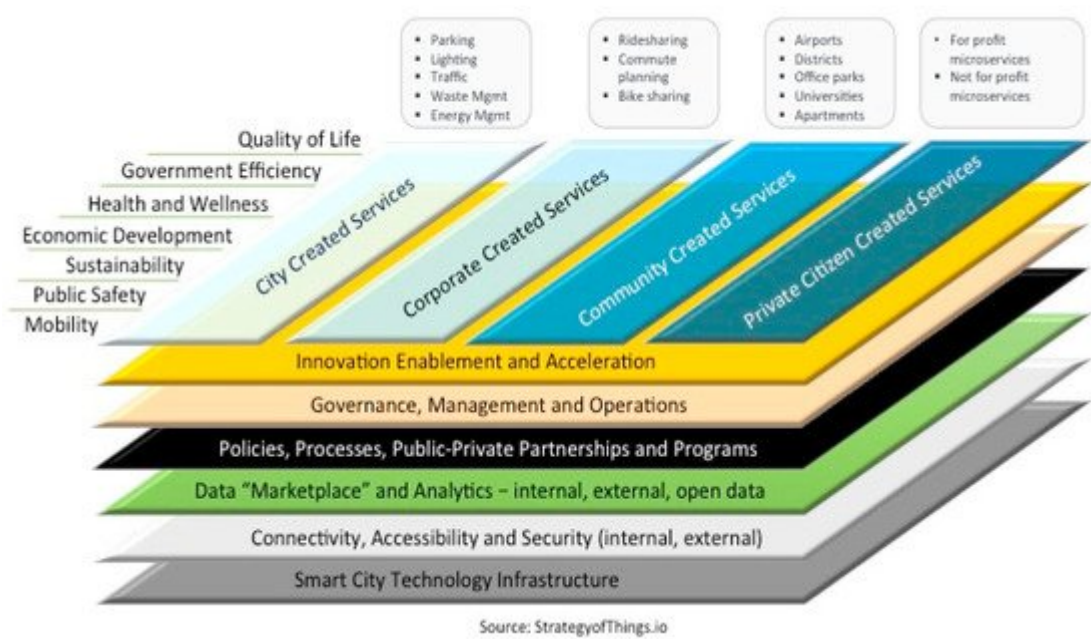 ▪ Parking
▪ Lighting
▪ Traffic
▪ Waste Mgmt
▪ Energy Mgmt
▪ Ridesharing
▪ Commute
planning
▪ Bike sharing
▪ Airports
▪ Districts
▪ Office parks
▪ Universities
▪ Apartments
▪ For profit
microservices
▪ Not for profit
microservices
Quality of Life
Government Efficiency
Health and Wellness
Economic Development
Sustainability
Public Safety
Mobility
City Created Services
Corporate Created Services
Community Created Services
Private Citizen Created Services
Innovation Enablement and Acceleration
Governance, Management and Operations
Policies, Processes, Public-Private Partnerships and Programs
Data “Marketplace” and Analytics – internal, external, open data
Connectivity, Accessibility and Security (internal, external)
Smart City Technology Infrastructure
Source: StrategyofThings.io